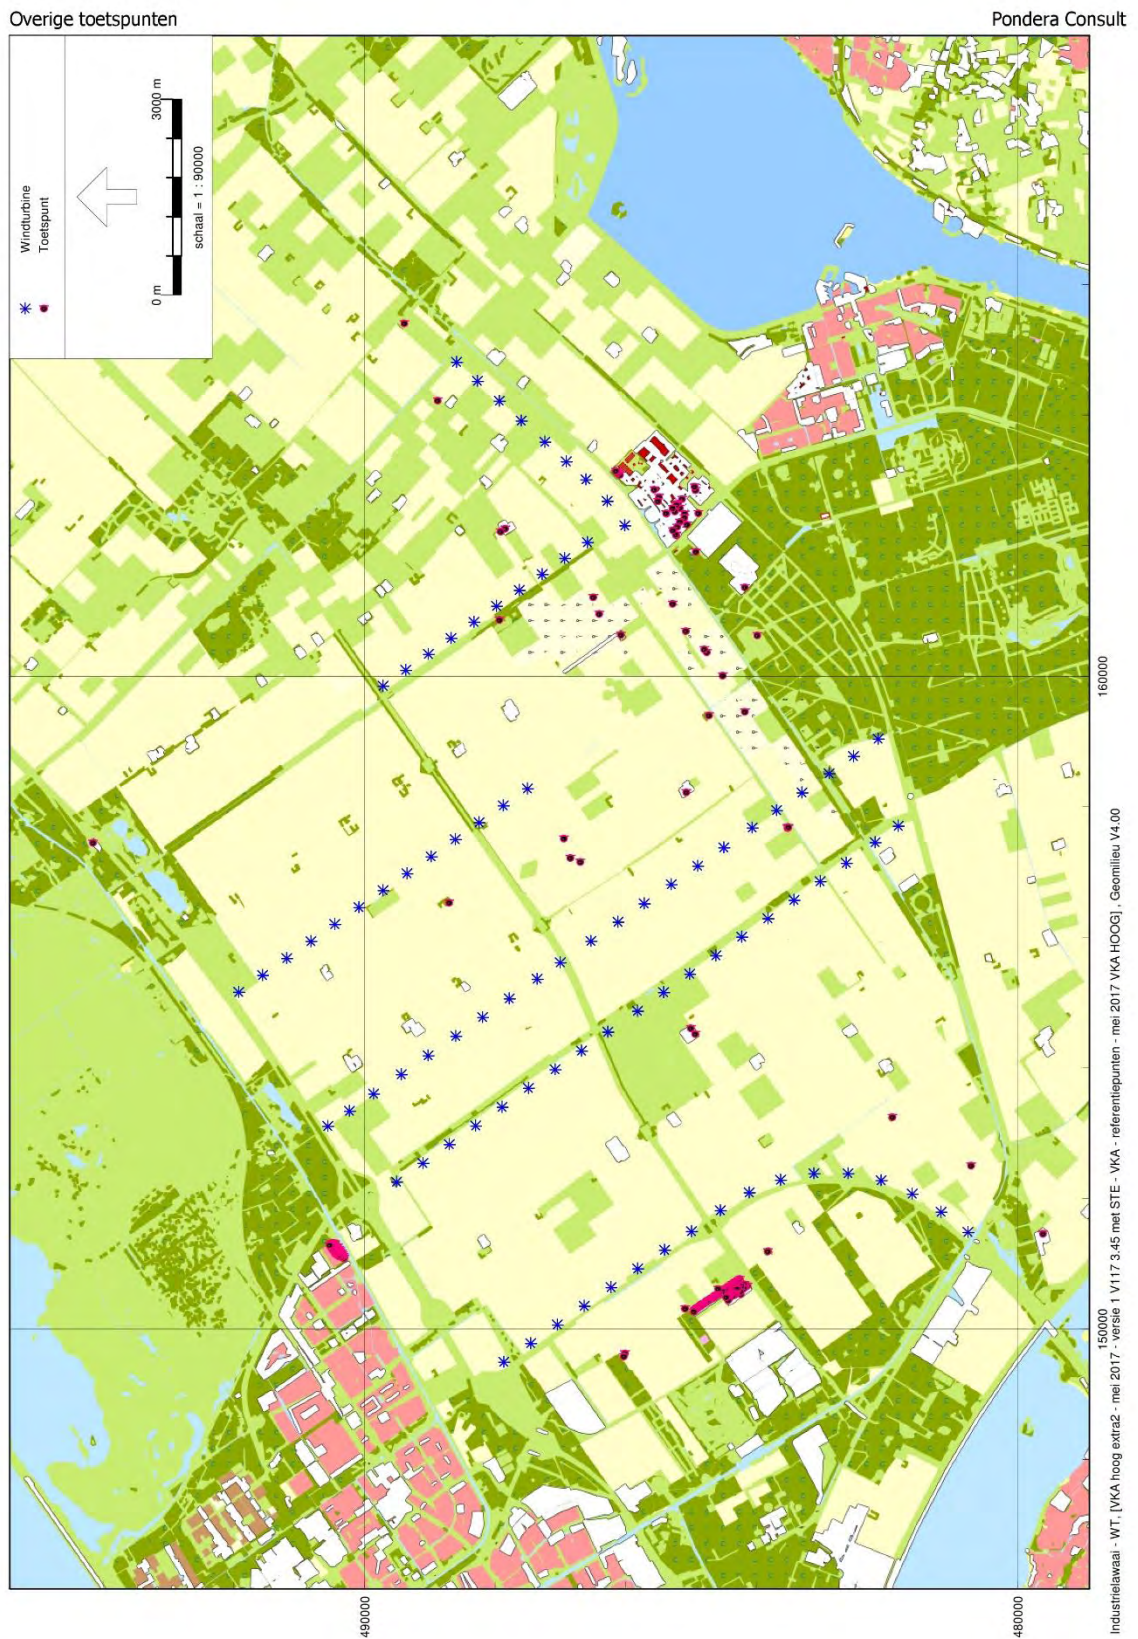 Overige toetspunten
Pondera Consult
Windturbine
Toetspunt
0 m
3000 m
schaal = 1 : 90000
160000
150000
490000
480000
Industrielawaai - WT, [VKA hoog extra2 - mei 2017 - versie 1 V117 3.45 met STE - VKA - referentiepunten - mei 2017 VKA HOOG] , Geomilieu V4.00